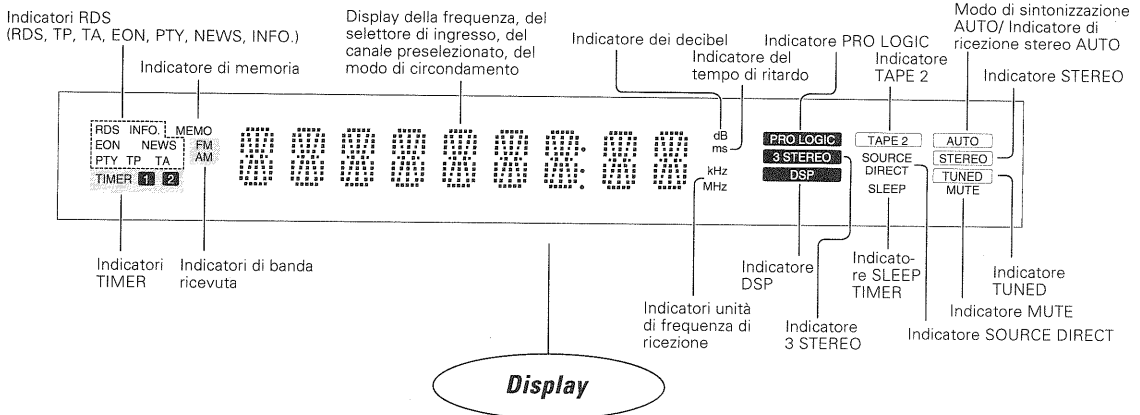 Indicatori RDS
(RDS, TP, TA, EON, PTY, NEWS, INFO.)
Indicatore di memoria
Display della frequenza, del
selettore di ingresso, del
canale preselezionato, del
modo di circondamento
Indicatore dei decibel
Indicatore del
tempo di ritardo
Indicatore PRO LOGIC
Indicatore
TAPE 2
Modo di sintonizzazione
AUTO/ Indicatore di
ricezione stereo AUTO
Indicatore STEREO
RDS INFO. MEMO
EON NEWS FM
PTY TP TA AM
TIMER 1 2
dB
ms
kHz
MHz
PRO LOGIC
3 STEREO
DSP
TAPE 2
SOURCE
DIRECT
SLEEP
AUTO
STEREO
TUNED
MUTE
Indicatori
TIMER
Indicatori di banda
ricevuta
Indicatori unità
di frequenza di
ricezione
Indicatore
DSP
Indicatore
3 STEREO
Indicato-
re SLEEP
TIMER
Indicatore
TUNED
Indicatore MUTE
Indicatore SOURCE DIRECT
Display